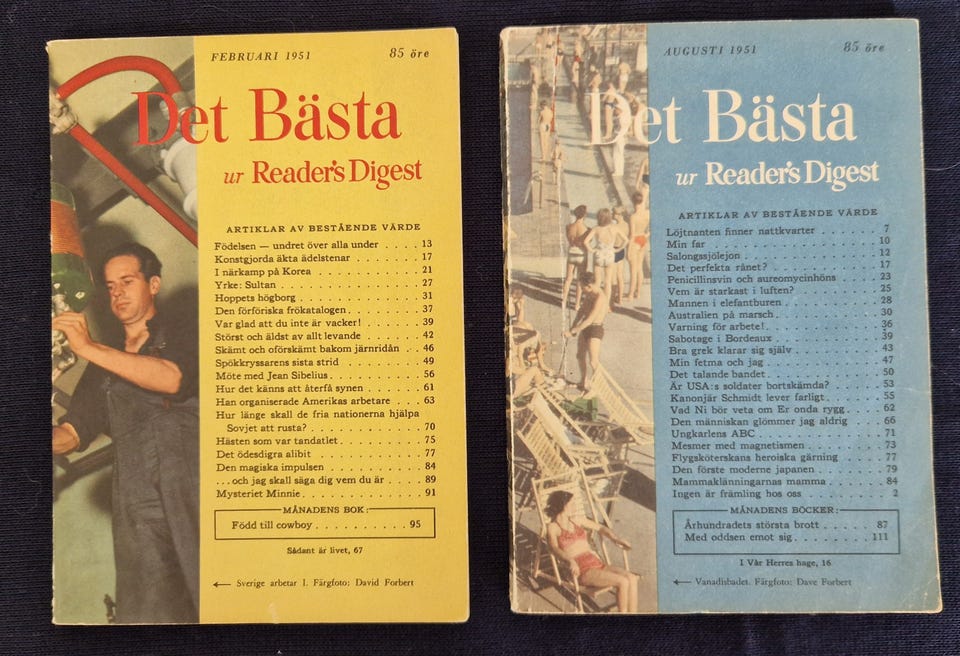 FEBRUARI 1951 85 öre
Det Bästa
ur Reader's Digest
ARTIKLAR AV BESTÅENDE VÄRDE
Födelsen — undret över alla under . . . . 13
Konstgjorda äkta ädelstenar . . . . . . . 17
I närkamp på Korea . . . . . . . . . . . 21
Yrke: Sultan . . . . . . . . . . . . . . 27
Hoppets högborg . . . . . . . . . . . . 31
Den förföriska frökatalogen . . . . . . . 37
Var glad att du inte är vacker! . . . . . 39
Störst och äldst av allt levande . . . . . 42
Skämt och oförskämt bakom järnridån . . 46
Spökkryssarens sista strid . . . . . . . . 49
Möte med Jean Sibelius . . . . . . . . . 56
Hur det känns att återfå synen . . . . . 61
Han organiserade Amerikas arbetare . . . 63
Hur länge skall de fria nationerna hjälpa
Sovjet att rusta? . . . . . . . . . . . 70
Hästen som var tandatlet . . . . . . . . 75
Det ödesdigra alibit . . . . . . . . . . 77
Den magiska impulsen . . . . . . . . . . 84
...och jag skall säga dig vem du är . . . 89
Mysteriet Minnie . . . . . . . . . . . . 91
MÅNADENS BOK:
Född till cowboy . . . . . . . . . . 95
Sådant är livet, 67
← Sverige arbetar I. Färgfoto: David Forbert
AUGUSTI 1951 85 öre
Det Bästa
ur Reader's Digest
ARTIKLAR AV BESTÅENDE VÄRDE
Löjtnanten finner nattkvarter . . . . . . 7
Min far . . . . . . . . . . . . . . . . 10
Salongssjölejon . . . . . . . . . . . . . 12
Det perfekta rånet? . . . . . . . . . . . 17
Penicillinsvin och aureomycinhöns . . . . 23
Vem är starkast i luften? . . . . . . . . 25
Mannen i elefantburen . . . . . . . . . 28
Australien på marsch . . . . . . . . . . 30
Varning för arbete! . . . . . . . . . . . 36
Sabotage i Bordeaux . . . . . . . . . . 39
Bra grek klarar sig själv . . . . . . . . 43
Min fetma och jag . . . . . . . . . . . 47
Det talande bandet . . . . . . . . . . . 50
Är USA:s soldater bortskämda? . . . . . 53
Kanonjär Schmidt lever farligt . . . . . . 55
Vad Ni bör veta om Er onda rygg . . . . 62
Den människan glömmer jag aldrig . . . 66
Ungkarlens ABC . . . . . . . . . . . . 71
Mesmer med magnetismen . . . . . . . 73
Flygsköterskans heroiska gärning . . . . 77
Den förste moderne japanen . . . . . . . 79
Mammaklänningarnas mamma . . . . . . 84
Ingen är främling hos oss . . . . . . . . 2
MÅNADENS BÖCKER:
Århundradets största brott . . . . . . 87
Med oddsen emot sig . . . . . . . . . 111
I Vår Herres hage, 16
← Vanadisbadet. Färgfoto: Dave Forbert